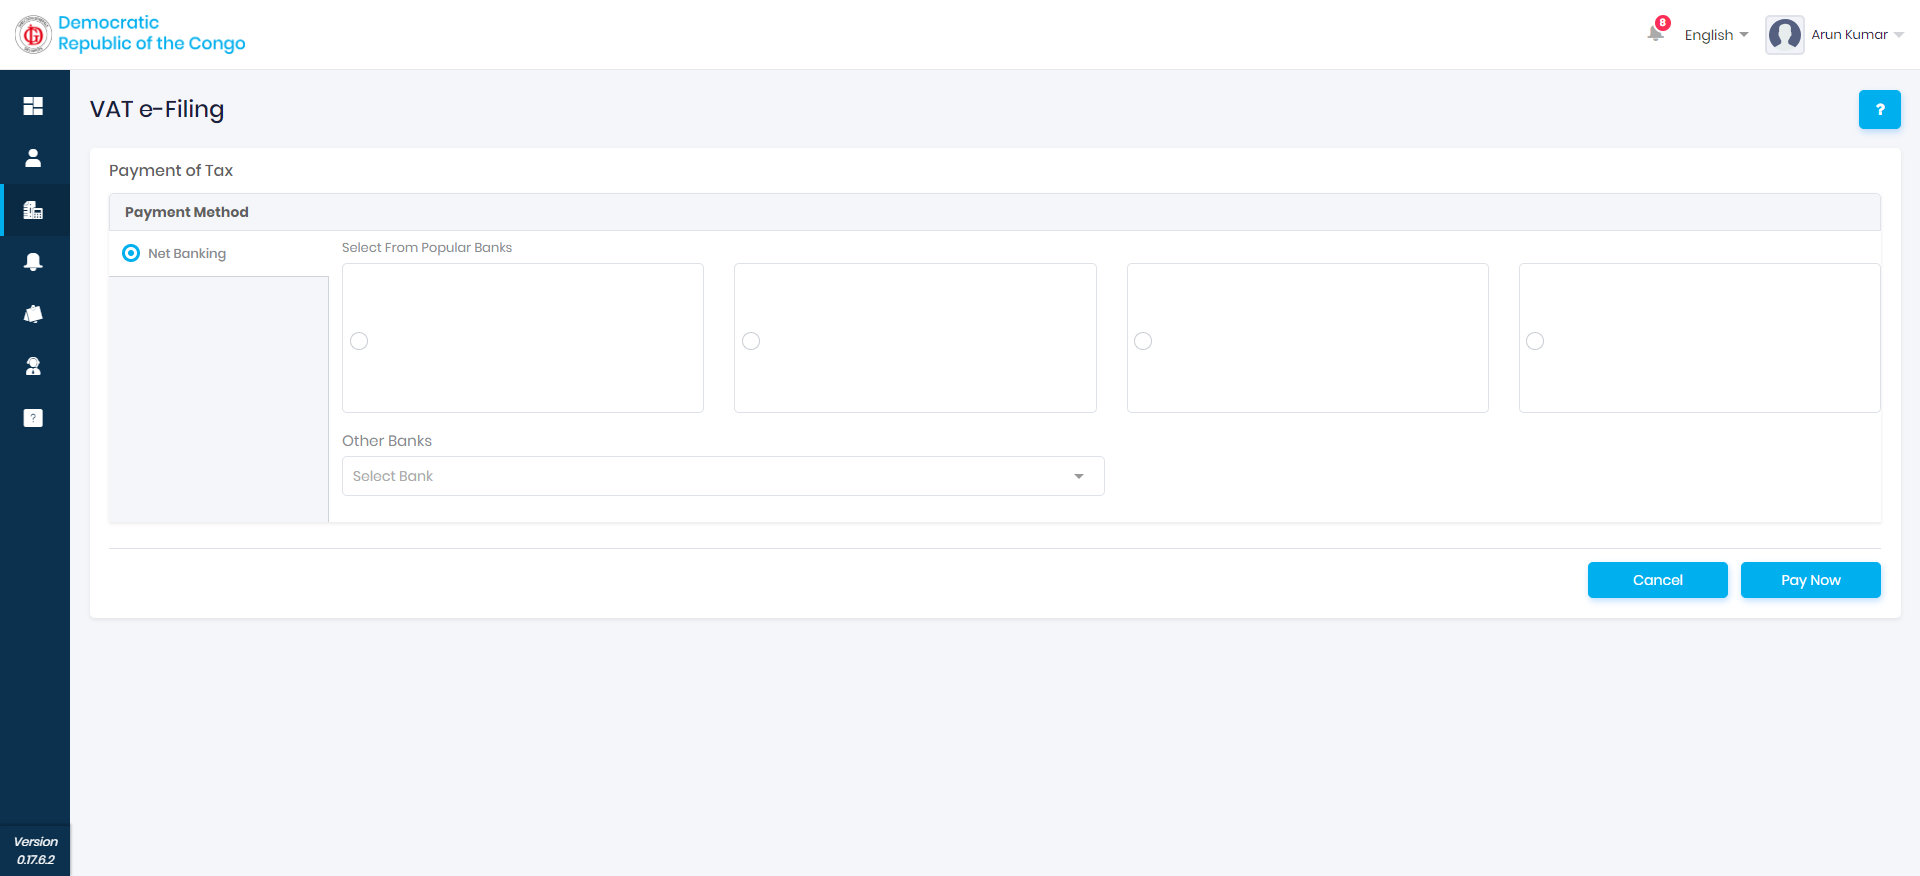 Democratic
Republic of the Congo
8
English
Arun Kumar
VAT e-Filing
?
Payment of Tax
Payment Method
Net Banking
Select From Popular Banks
Other Banks
Select Bank
Cancel
Pay Now
?
Version
0.17.6.2